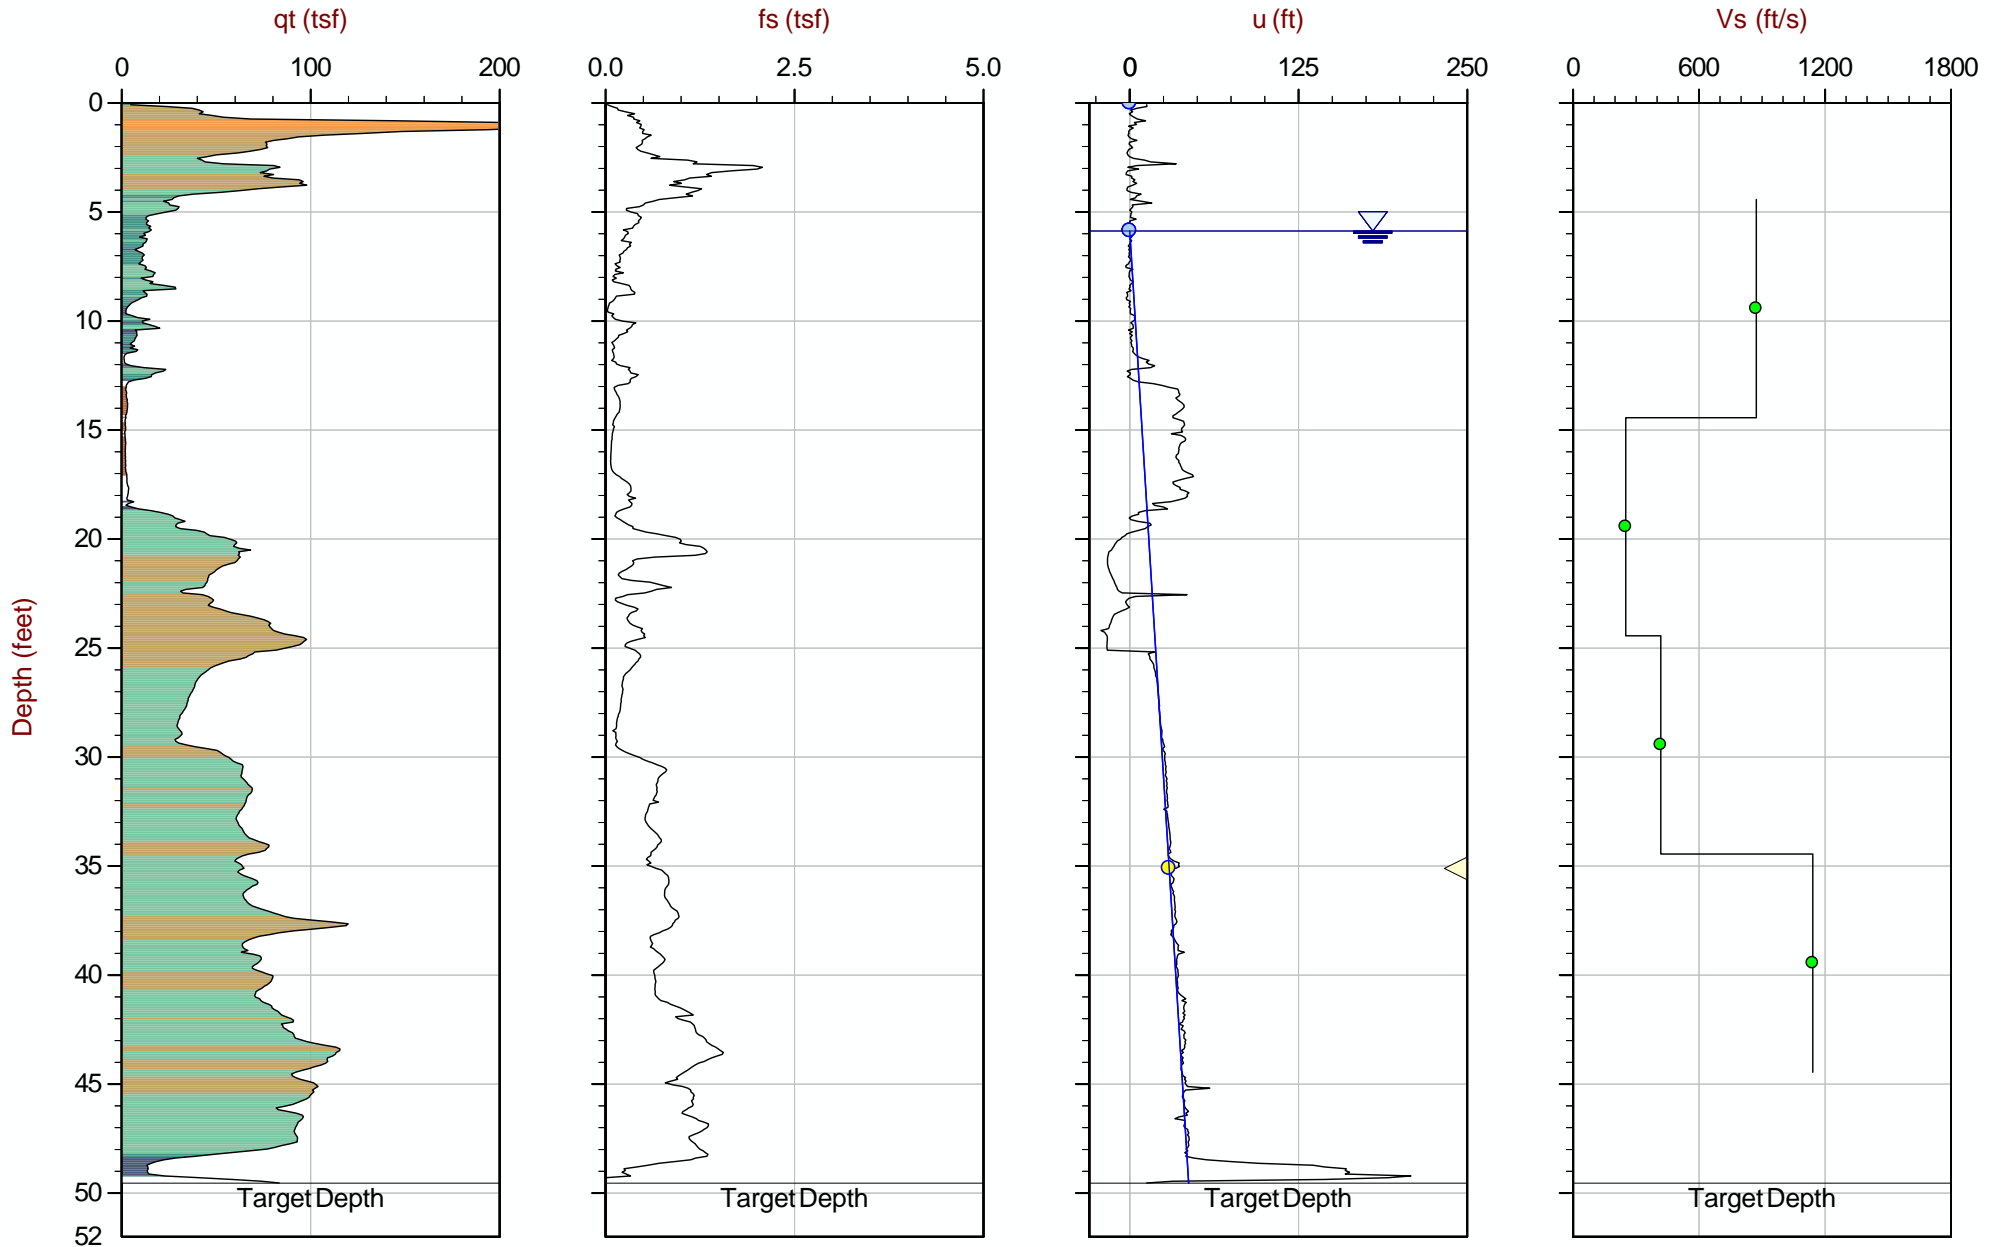 qt (tsf)
fs (tsf)
u (ft)
Vs (ft/s)
0 100 200
0.0 2.5 5.0
0 125 250
0 600 1200 1800
0
5
10
15
20
25
30
35
40
45
50
52
Depth (feet)
Target Depth
Target Depth
Target Depth
Target Depth